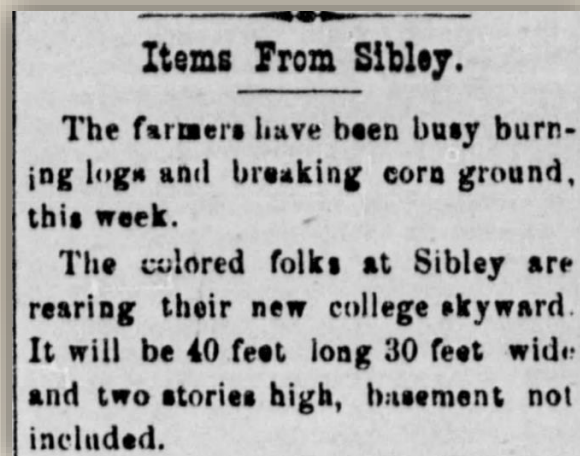 Items From Sibley.
The farmers have been busy burn-
ing logs and breaking corn ground,
this week.
The colored folks at Sibley are
rearing their new college skyward.
It will be 40 feet long 30 feet wide
and two stories high, basement not
included.